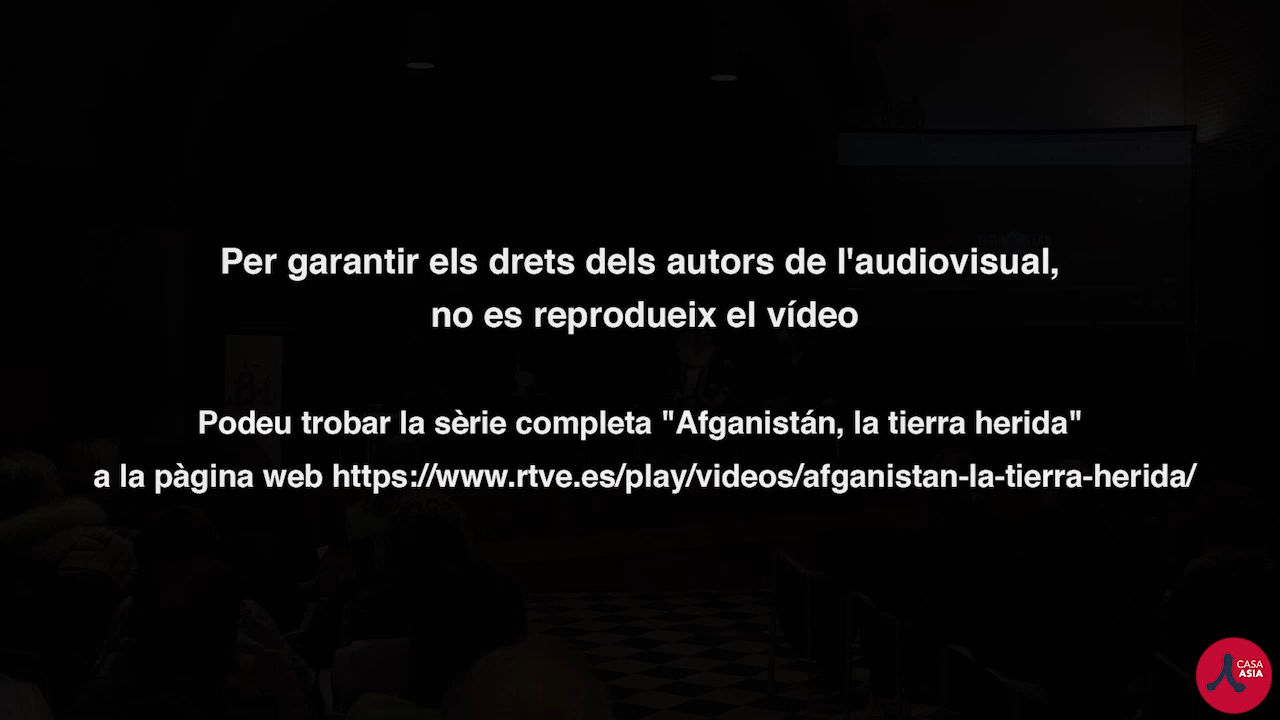 Per garantir els drets dels autors de l'audiovisual,
no es reprodueix el vídeo
Podeu trobar la sèrie completa "Afganistán, la tierra herida"
a la pàgina web https://www.rtve.es/play/videos/afganistan-la-tierra-herida/
CASA
ASIA